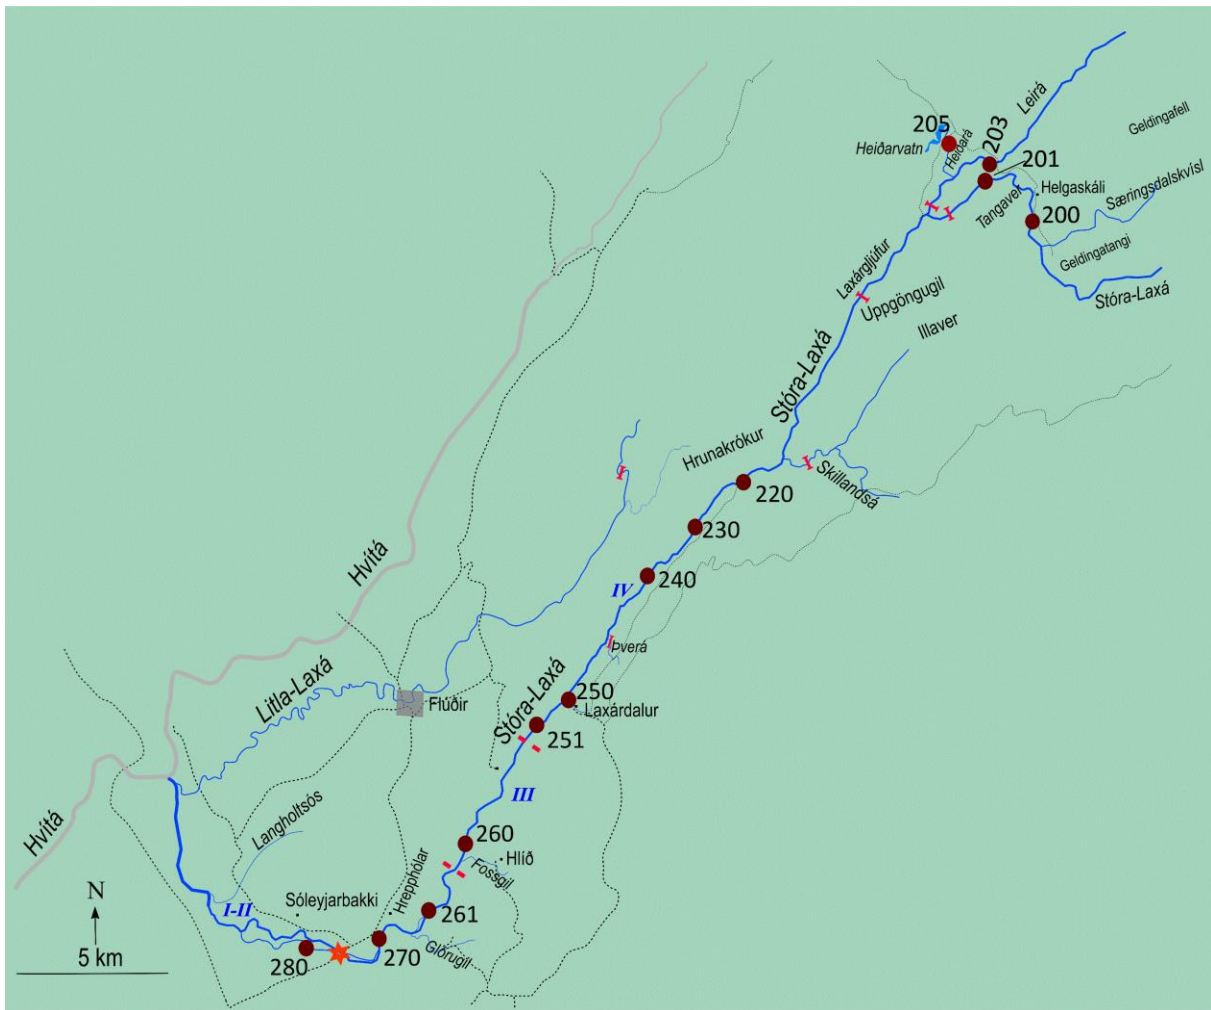 Leirá
Geldingafell
205
203
Heiðará
Heiðarvatn
201
Helgaskáli
Særingsdalskvísl
Tangaver
200
Geldingatangi
Laxárgljúfur
Stóra-Laxá
Uppgöngugil
Illaver
Stóra-Laxá
Hrunakrókur
Skillandsá
220
230
Hvítá
240
IV
Þverá
Litla-Laxá
Stóra-Laxá
250
Flúðir
Laxárdalur
251
III
Hvítá
Langholtsós
260
Hlíð
Fossgil
Hrepphólar
N
Sóleyjarbakki
I-II
261
Glórugil
5 km
280
270